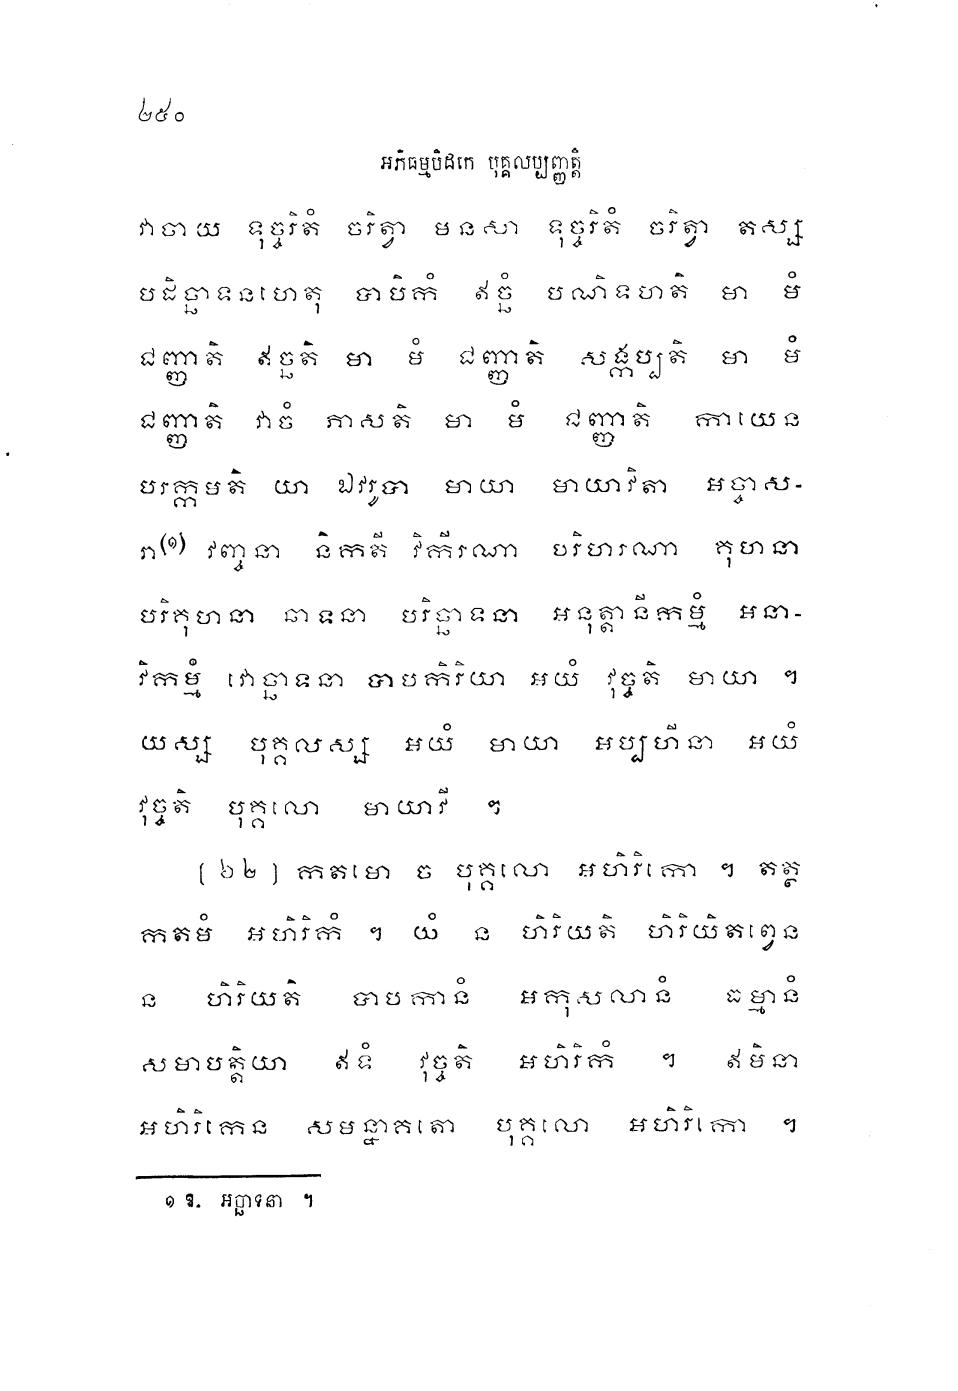 ២៥០
អភិធម្មបិដកេ បុគ្គលប្បញ្ញត្តិ
វាចាយ ទុច្ចរិតំ ចរិត្វា មនសា ទុច្ចរិតំ ចរិត្វា តស្ស
បដិច្ឆាទនហេតុ បាបិកំ ឥច្ឆំ បណិទហតិ មា មំ
ជញ្ញាតិ ឥច្ឆតិ មា មំ ជញ្ញាតិ សង្កប្បតិ មា មំ
ជញ្ញាតិ វាចំ ភាសតិ មា មំ ជញ្ញាតិ កាយេន
បរក្កមតិ យា ឯវរូបា មាយា មាយាវិតា អច្ចាស-
រា(១) វញ្ចនា និកតី វិកីរណា បរិហរណា គុហនា
បរិគុហនា ឆាទនា បរិច្ឆាទនា អនុត្តានីកម្មំ អនា-
វិកម្មំ វោច្ឆាទនា បាបកិរិយា អយំ វុច្ចតិ មាយា ។
យស្ស បុគ្គលស្ស អយំ មាយា អប្បហីនា អយំ
វុច្ចតិ បុគ្គលោ មាយាវី ។
(៦២) កតមោ ច បុគ្គលោ អហិរិកោ ។ តត្ថ
កតមំ អហិរិកំ ។ យំ ន ហិរិយតិ ហិរិយិតព្វេន
ន ហិរិយតិ បាបកានំ អកុសលានំ ធម្មានំ
សមាបត្តិយា ឥទំ វុច្ចតិ អហិរិកំ ។ ឥមិនា
អហិរិកេន សមន្នាគតោ បុគ្គលោ អហិរិកោ ។
១ ឱ. អច្ឆាទនា ។